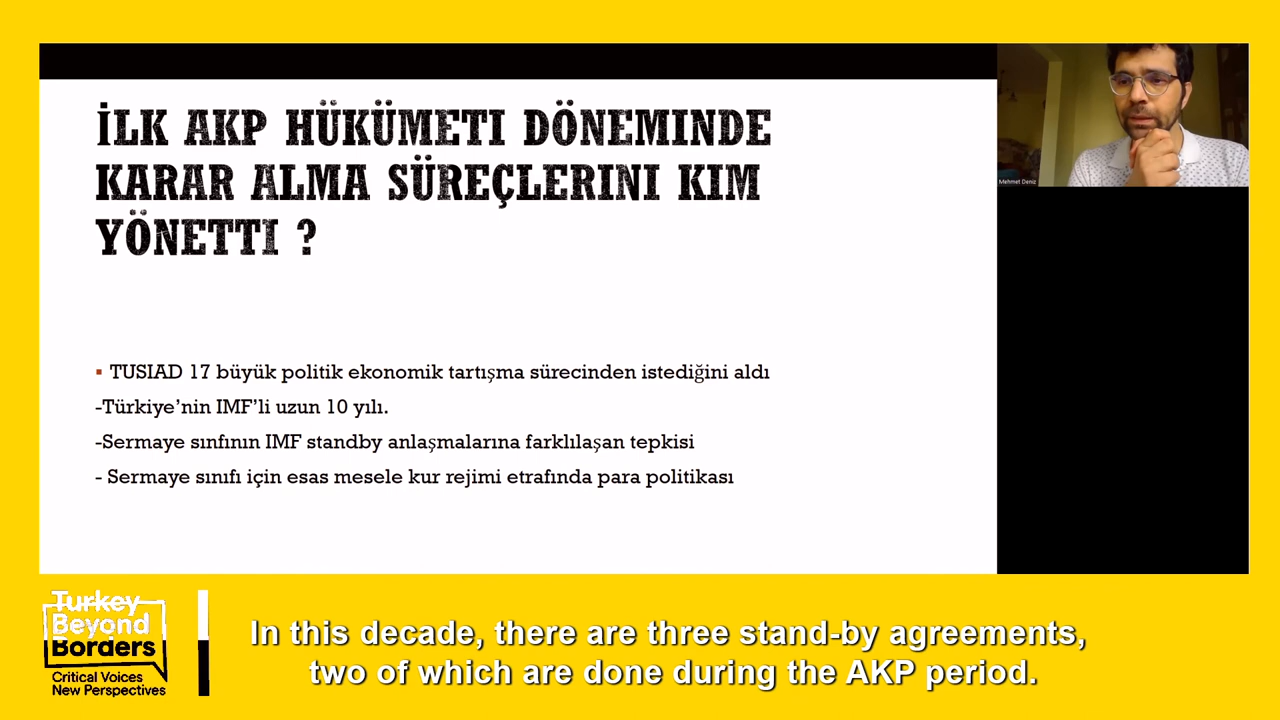 İLK AKP HÜKÜMETI DÖNEMINDE
KARAR ALMA SÜREÇLERINI KIM
YÖNETTI ?
▪ TUSIAD 17 büyük politik ekonomik tartışma sürecinden istediğini aldı
-Türkiye’nin IMF’li uzun 10 yılı.
-Sermaye sınfının IMF standby anlaşmalarına farklılaşan tepkisi
- Sermaye sınıfı için esas mesele kur rejimi etrafında para politikası
Mehmet Deniz
Turkey
Beyond
Borders
Critical Voices
New Perspectives
In this decade, there are three stand-by agreements,
two of which are done during the AKP period.